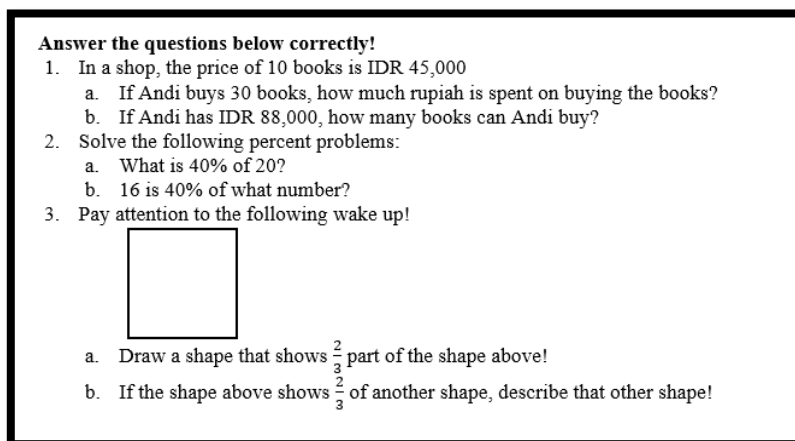 Answer the questions below correctly!
1. In a shop, the price of 10 books is IDR 45,000
a. If Andi buys 30 books, how much rupiah is spent on buying the books?
b. If Andi has IDR 88,000, how many books can Andi buy?
2. Solve the following percent problems:
a. What is 40% of 20?
b. 16 is 40% of what number?
3. Pay attention to the following wake up!
a. Draw a shape that shows 2/3 part of the shape above!
b. If the shape above shows 2/3 of another shape, describe that other shape!